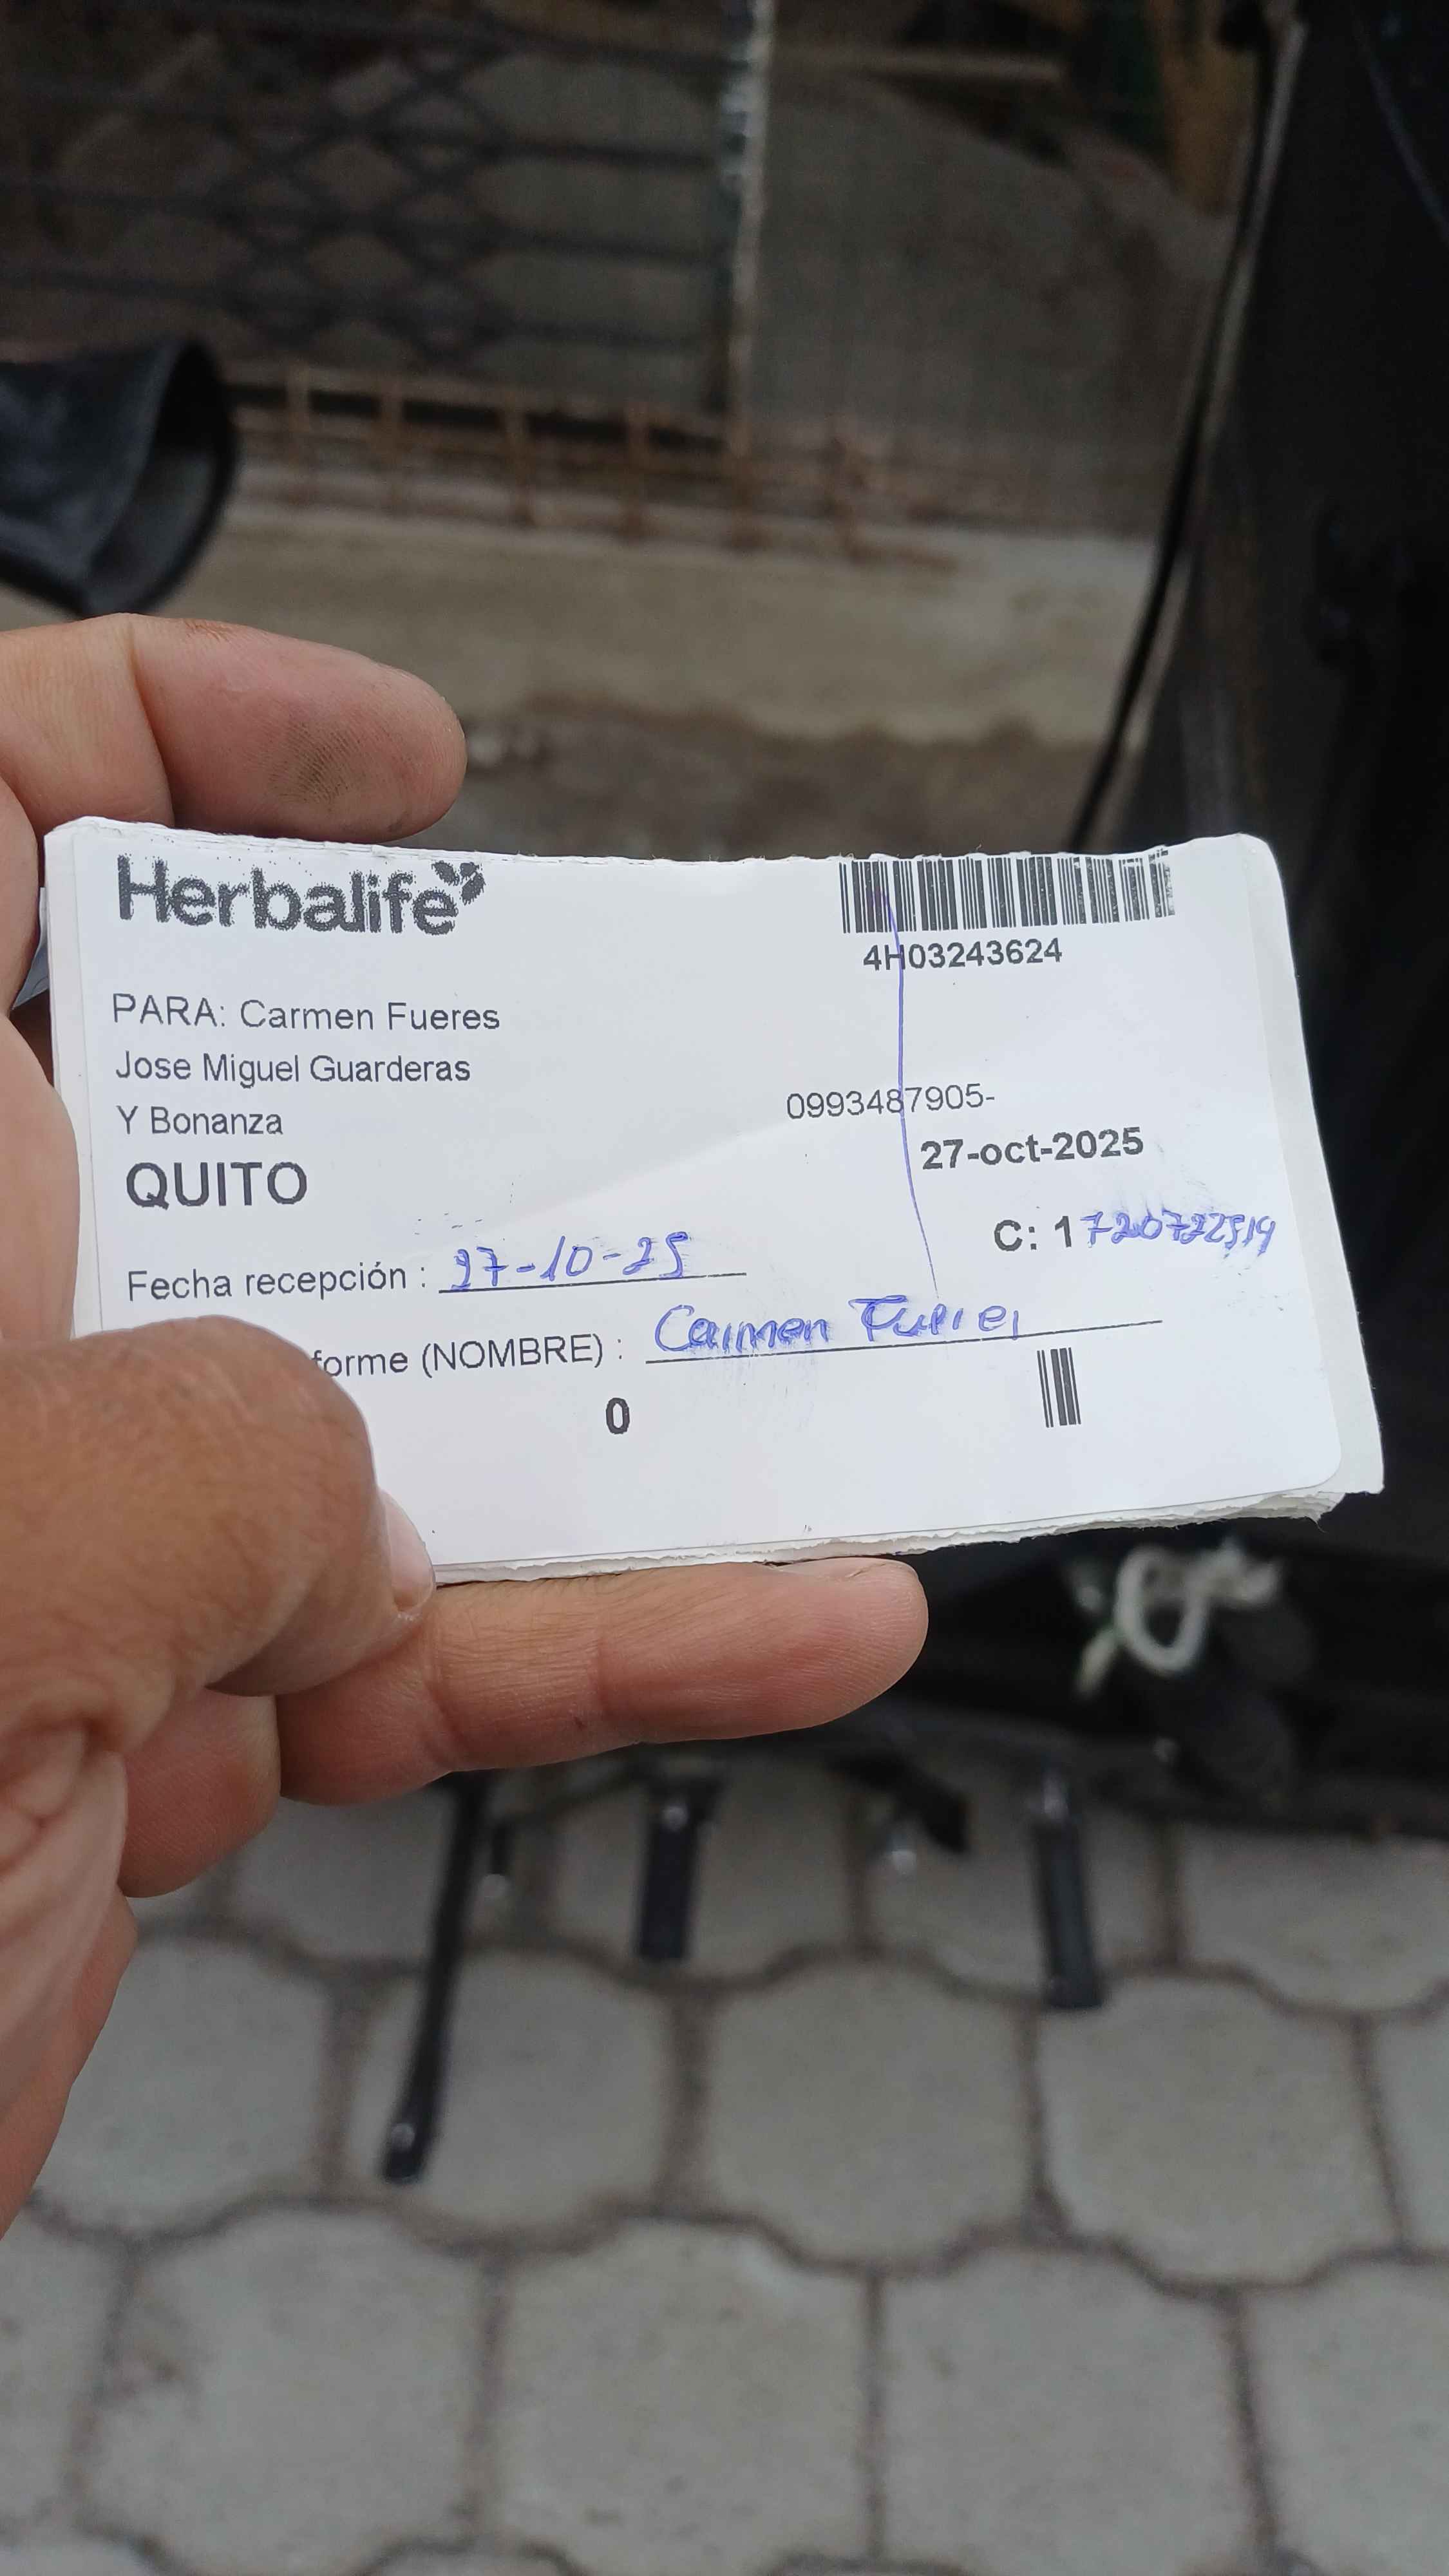 Herbalife
4H03243624
PARA: Carmen Fueres
Jose Miguel Guarderas
Y Bonanza
0993487905-
27-oct-2025
QUITO
C: 1720722519
Fecha recepción : 27-10-25
forme (NOMBRE) : Carmen Fueres
0